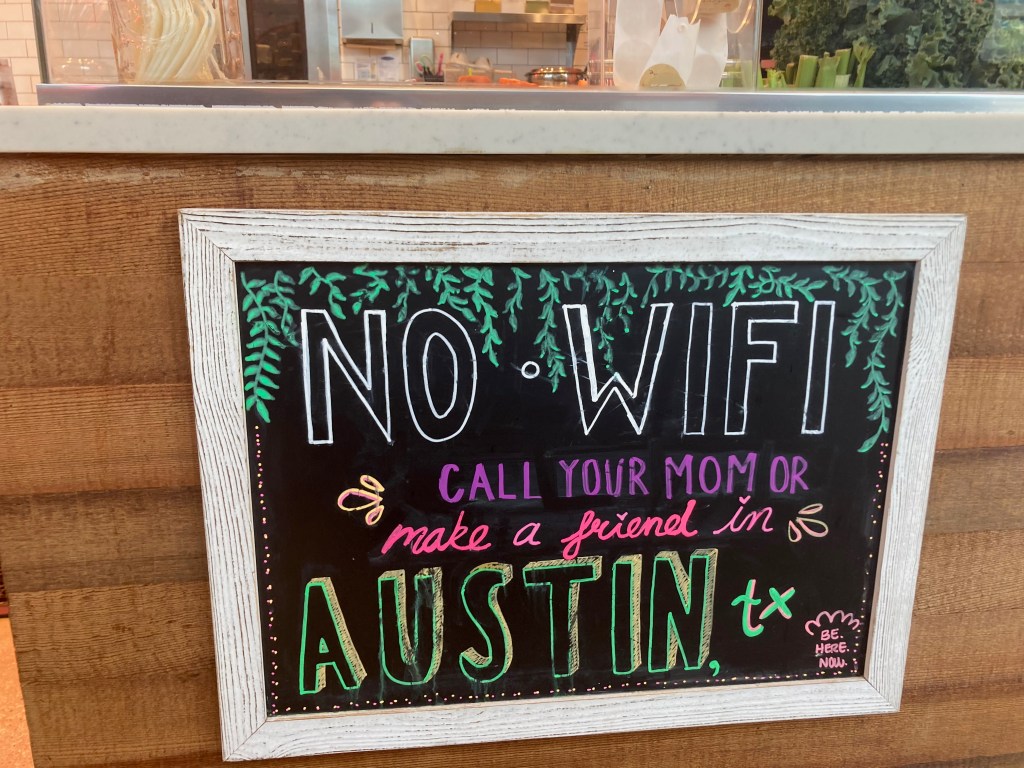 NO · WIFI
CALL YOUR MOM OR
make a friend in
AUSTIN, tx
BE.
HERE.
NOW.